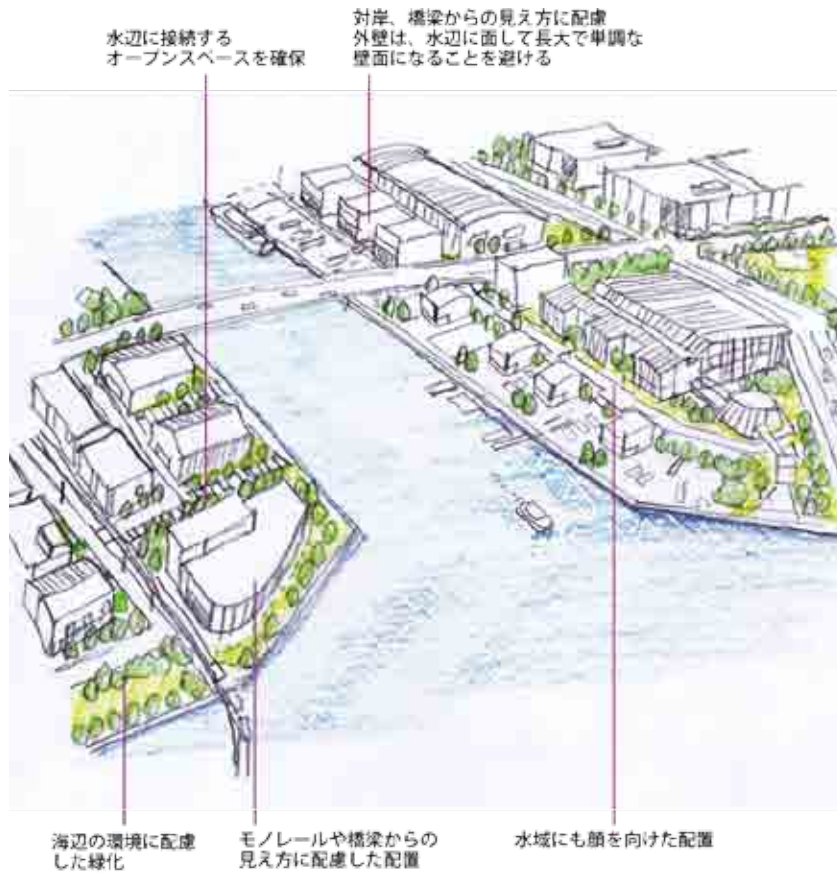 水辺に接続する
オープンスペースを確保
対岸、橋梁からの見え方に配慮
外壁は、水辺に面して長大で単調な
壁面になることを避ける
海辺の環境に配慮
した緑化
モノレールや橋梁からの
見え方に配慮した配置
水域にも顔を向けた配置